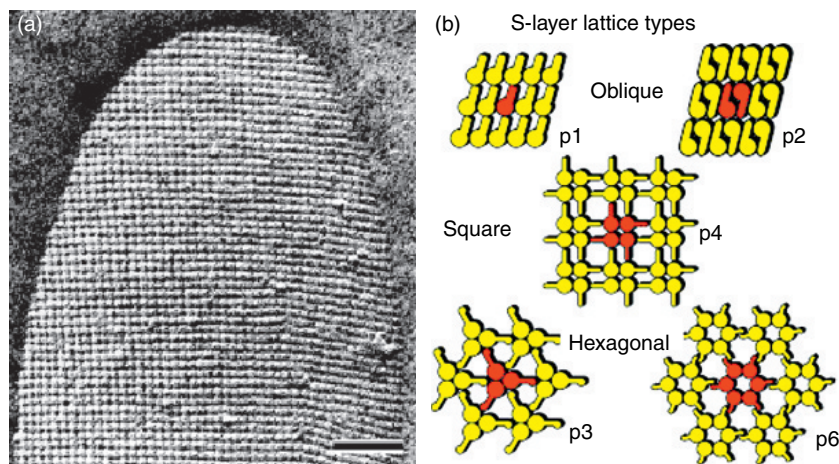 (a)
(b)
S-layer lattice types
Oblique
p1
p2
Square
p4
Hexagonal
p3
p6